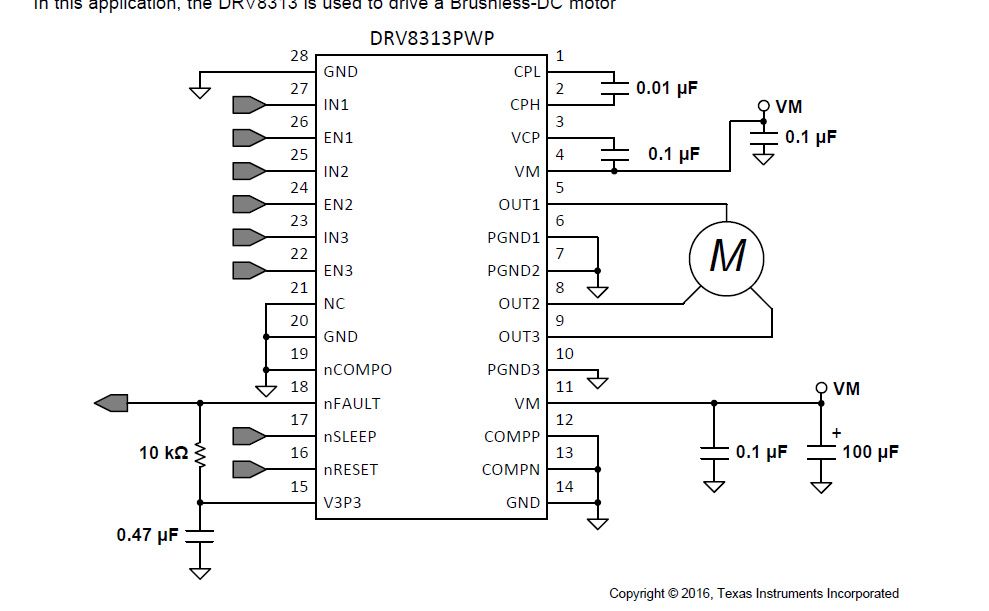 In this application, the DRV8313 is used to drive a Brushless-DC motor
DRV8313PWP
28 GND CPL 1
27 IN1 CPH 2
0.01 µF
26 EN1 VCP 3
25 IN2 VM 4
0.1 µF
VM
0.1 µF
24 EN2 OUT1 5
23 IN3 PGND1 6
22 EN3 PGND2 7
M
21 NC OUT2 8
20 GND OUT3 9
19 nCOMPO PGND3 10
18 nFAULT VM 11
VM
17 nSLEEP COMPP 12
10 kΩ
+
0.1 µF
100 µF
16 nRESET COMPN 13
15 V3P3 GND 14
0.47 µF
Copyright © 2016, Texas Instruments Incorporated